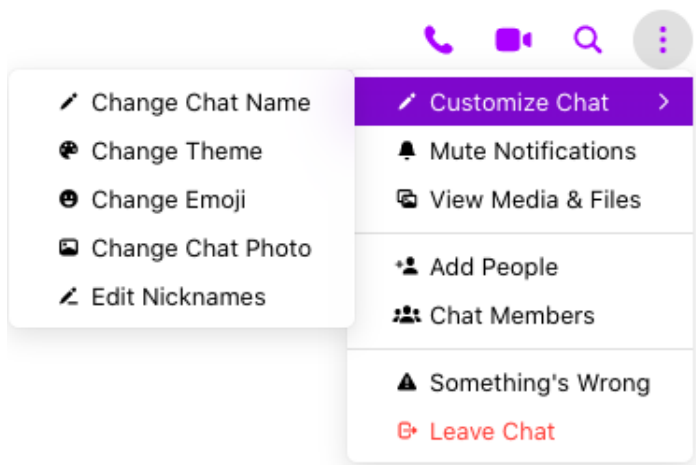 Customize Chat
Mute Notifications
View Media & Files
Add People
Chat Members
Something's Wrong
Leave Chat
Change Chat Name
Change Theme
Change Emoji
Change Chat Photo
Edit Nicknames